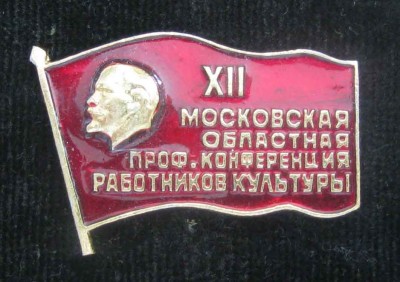 XII
МОСКОВСКАЯ
ОБЛАСТНАЯ
ПРОФ.КОНФЕРЕНЦИЯ
РАБОТНИКОВ КУЛЬТУРЫ